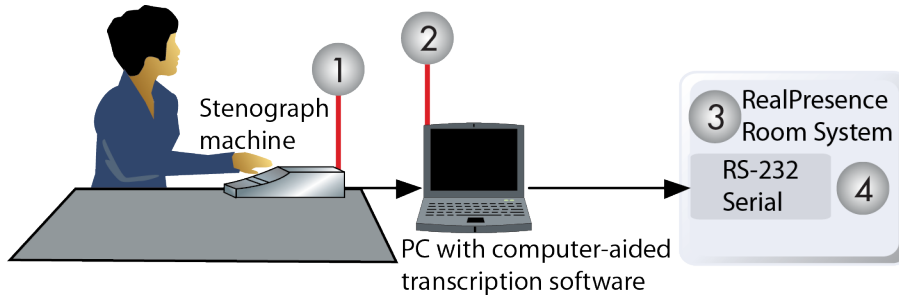 1
2
Stenograph
machine
3
RealPresence
Room System
RS-232
Serial
4
PC with computer-aided
transcription software